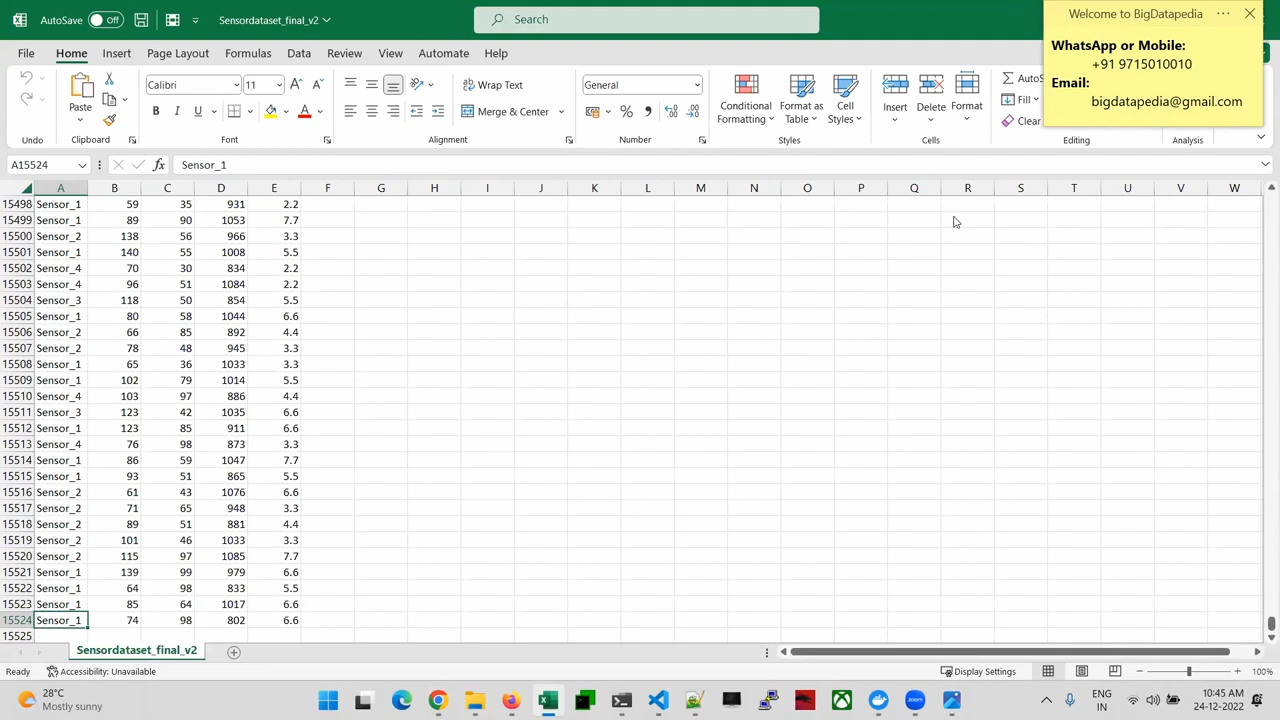 AutoSave Off Sensordataset_final_v2 Search
Welcome to BigDatapedia
WhatsApp or Mobile:
+91 9715010010
Email:
bigdatapedia@gmail.com
File Home Insert Page Layout Formulas Data Review View Automate Help
Paste
Calibri 11 A A
B I U A
Wrap Text
Merge & Center
General
%
Conditional Formatting
Format as Table
Cell Styles
Insert Delete Format
AutoS
Fill
Clear
Undo Clipboard Font Alignment Number Styles Cells Editing Analysis
A15524 fx Sensor_1
A B C D E F G H I J K L M N O P Q R S T U V W
15498 Sensor_1 59 35 931 2.2
15499 Sensor_1 89 90 1053 7.7
15500 Sensor_2 138 56 966 3.3
15501 Sensor_1 140 55 1008 5.5
15502 Sensor_4 70 30 834 2.2
15503 Sensor_4 96 51 1084 2.2
15504 Sensor_3 118 50 854 5.5
15505 Sensor_1 80 58 1044 6.6
15506 Sensor_2 66 85 892 4.4
15507 Sensor_2 78 48 945 3.3
15508 Sensor_1 65 36 1033 3.3
15509 Sensor_1 102 79 1014 5.5
15510 Sensor_4 103 97 886 4.4
15511 Sensor_3 123 42 1035 6.6
15512 Sensor_1 123 85 911 6.6
15513 Sensor_4 76 98 873 3.3
15514 Sensor_1 86 59 1047 7.7
15515 Sensor_1 93 51 865 5.5
15516 Sensor_2 61 43 1076 6.6
15517 Sensor_2 71 65 948 3.3
15518 Sensor_2 89 51 881 4.4
15519 Sensor_2 101 46 1033 3.3
15520 Sensor_2 115 97 1085 7.7
15521 Sensor_1 139 99 979 6.6
15522 Sensor_1 64 98 833 5.5
15523 Sensor_1 85 64 1017 6.6
15524 Sensor_1 74 98 802 6.6
15525
Sensordataset_final_v2
Ready Accessibility: Unavailable Display Settings 100%
28°C
Mostly sunny
ENG
IN
10:45 AM
24-12-2022